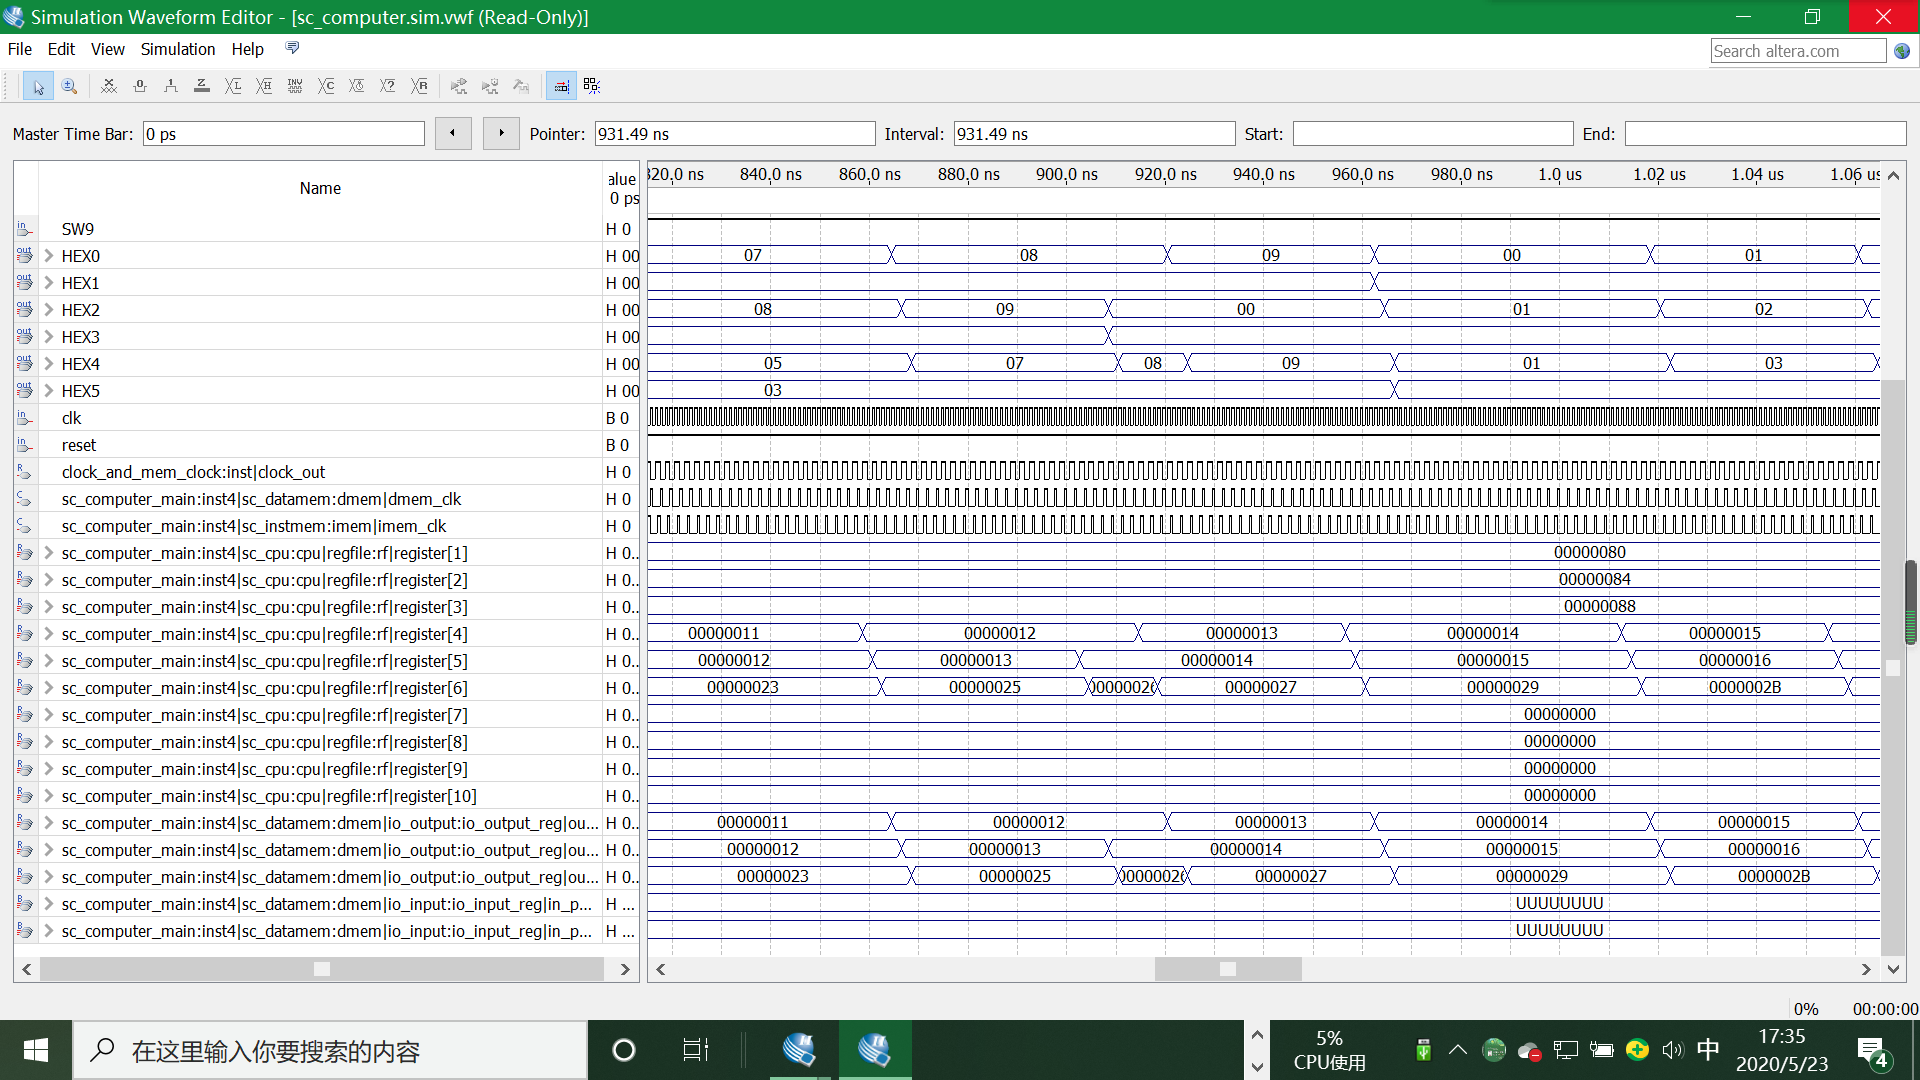 Simulation Waveform Editor - [sc_computer.sim.vwf (Read-Only)]
File Edit View Simulation Help
Search altera.com
Master Time Bar: 0 ps Pointer: 931.49 ns Interval: 931.49 ns Start: End:
Name
alue
0 ps
820.0 ns 840.0 ns 860.0 ns 880.0 ns 900.0 ns 920.0 ns 940.0 ns 960.0 ns 980.0 ns 1.0 us 1.02 us 1.04 us 1.06 us
SW9 H 0
HEX0 H 00 07 08 09 00 01
HEX1 H 00
HEX2 H 00 08 09 00 01 02
HEX3 H 00
HEX4 H 00 05 07 08 09 01 03
HEX5 H 00 03
clk B 0
reset B 0
clock_and_mem_clock:inst|clock_out H 0
sc_computer_main:inst4|sc_datamem:dmem|dmem_clk H 0
sc_computer_main:inst4|sc_instmem:imem|imem_clk H 0
sc_computer_main:inst4|sc_cpu:cpu|regfile:rf|register[1] H 0.. 00000080
sc_computer_main:inst4|sc_cpu:cpu|regfile:rf|register[2] H 0.. 00000084
sc_computer_main:inst4|sc_cpu:cpu|regfile:rf|register[3] H 0.. 00000088
sc_computer_main:inst4|sc_cpu:cpu|regfile:rf|register[4] H 0.. 00000011 00000012 00000013 00000014 00000015
sc_computer_main:inst4|sc_cpu:cpu|regfile:rf|register[5] H 0.. 00000012 00000013 00000014 00000015 00000016
sc_computer_main:inst4|sc_cpu:cpu|regfile:rf|register[6] H 0.. 00000023 00000025 00000026 00000027 00000029 0000002B
sc_computer_main:inst4|sc_cpu:cpu|regfile:rf|register[7] H 0.. 00000000
sc_computer_main:inst4|sc_cpu:cpu|regfile:rf|register[8] H 0.. 00000000
sc_computer_main:inst4|sc_cpu:cpu|regfile:rf|register[9] H 0.. 00000000
sc_computer_main:inst4|sc_cpu:cpu|regfile:rf|register[10] H 0.. 00000000
sc_computer_main:inst4|sc_datamem:dmem|io_output:io_output_reg|ou... H 0.. 00000011 00000012 00000013 00000014 00000015
sc_computer_main:inst4|sc_datamem:dmem|io_output:io_output_reg|ou... H 0.. 00000012 00000013 00000014 00000015 00000016
sc_computer_main:inst4|sc_datamem:dmem|io_output:io_output_reg|ou... H 0.. 00000023 00000025 00000026 00000027 00000029 0000002B
sc_computer_main:inst4|sc_datamem:dmem|io_input:io_input_reg|in_p... H ... UUUUUUUU
sc_computer_main:inst4|sc_datamem:dmem|io_input:io_input_reg|in_p... H ... UUUUUUUU
0% 00:00:00
在这里输入你要搜索的内容
5%
CPU使用
中
17:35
2020/5/23
4